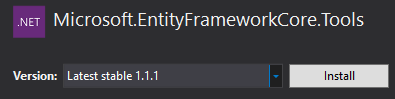 .NET
Microsoft.EntityFrameworkCore.Tools
Version: Latest stable 1.1.1 Install